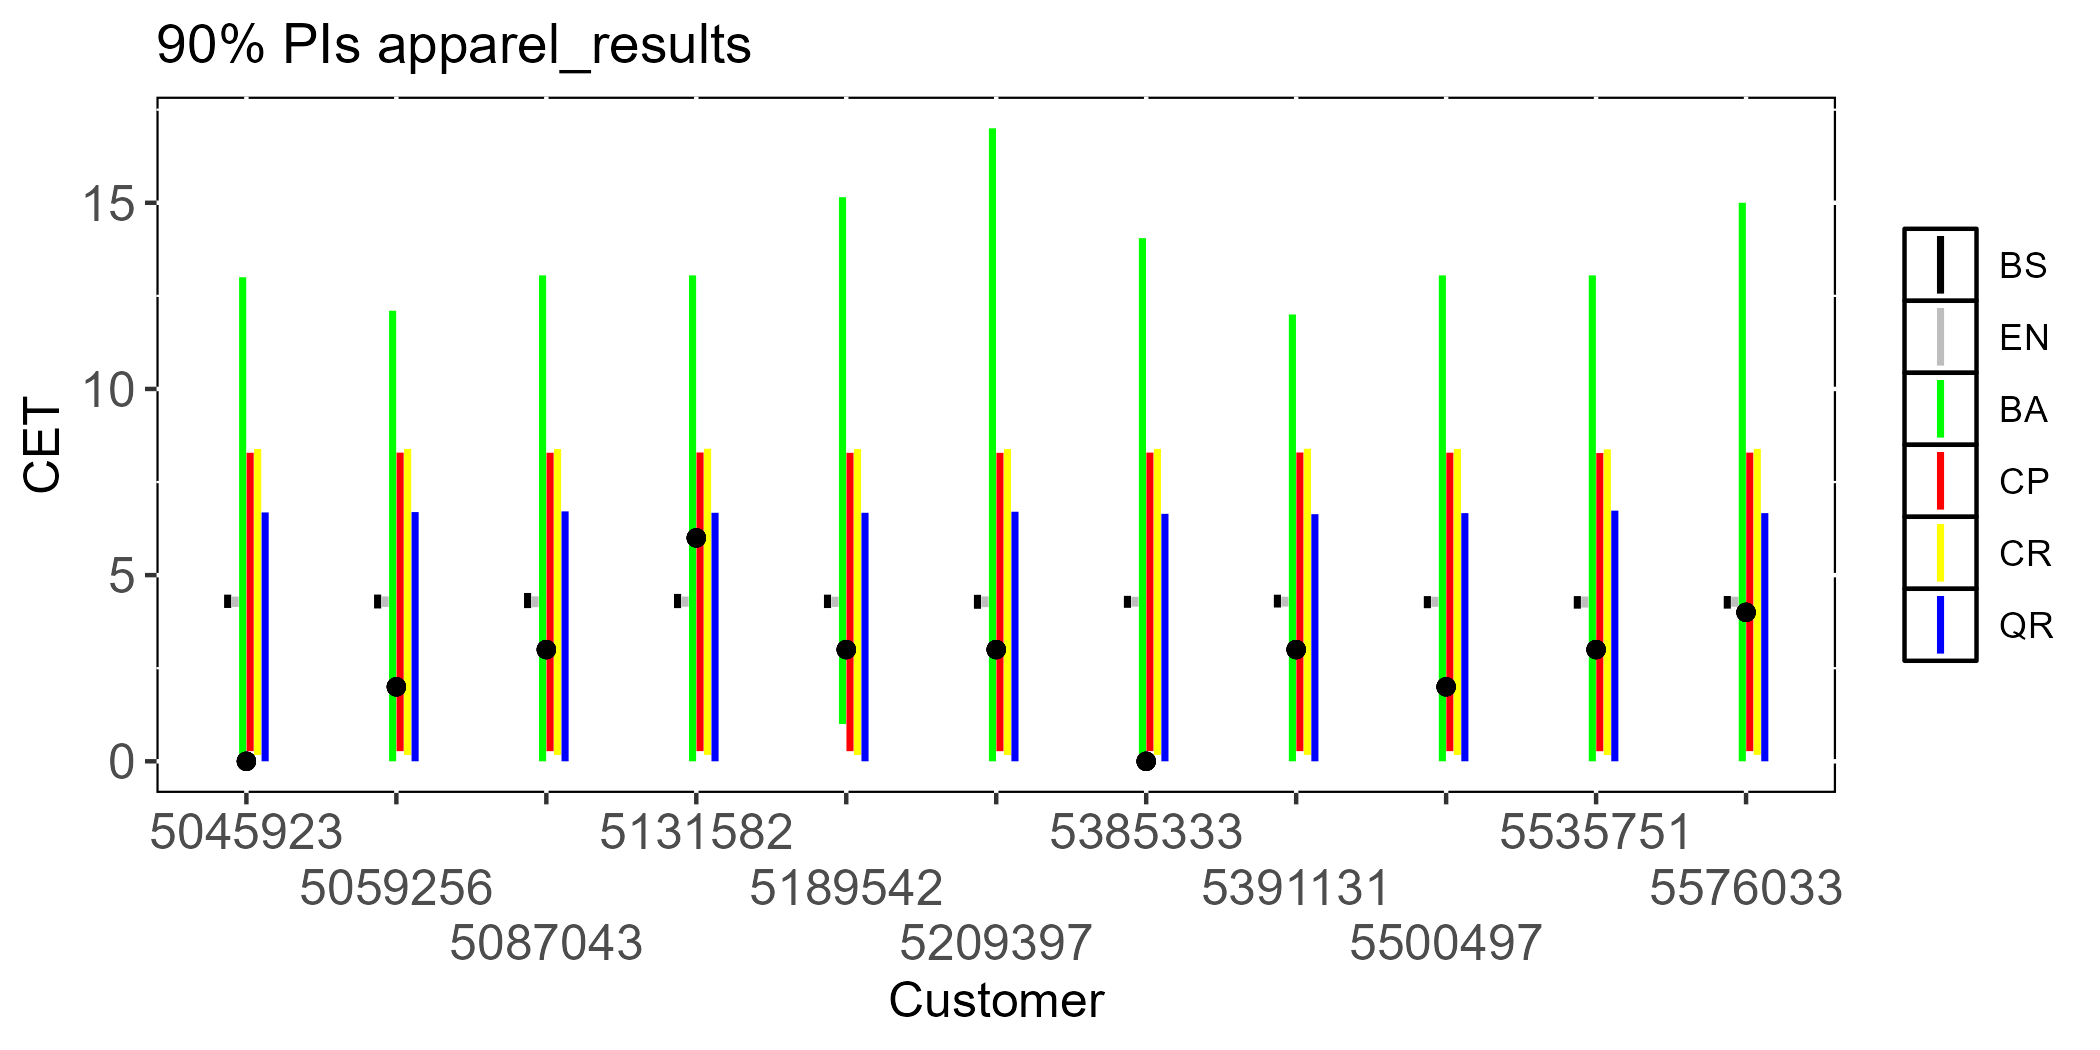 90% PIs apparel_results
CET
15
10
5
0
5045923
5131582
5385333
5535751
5059256
5189542
5391131
5576033
5087043
5209397
5500497
Customer
BS
EN
BA
CP
CR
QR